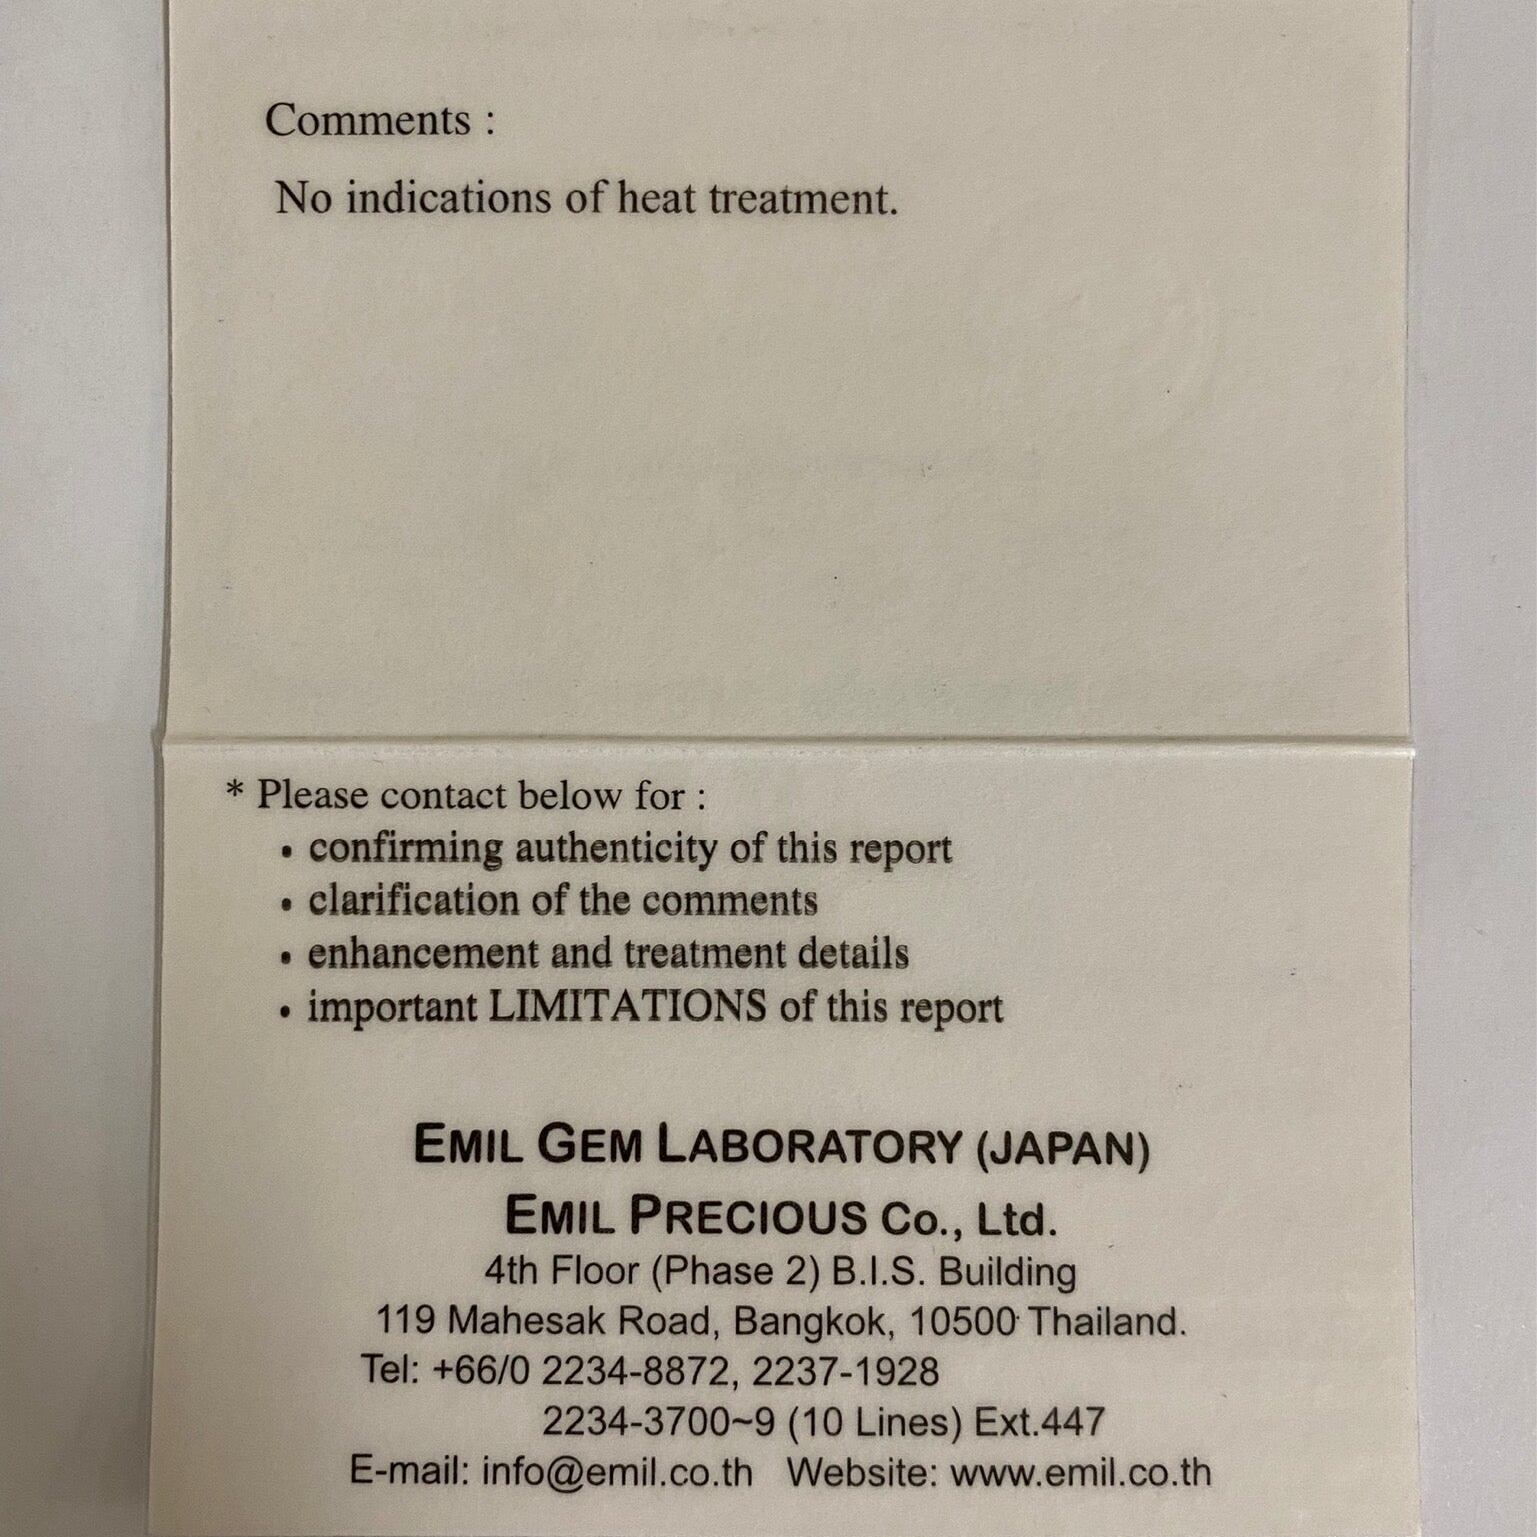 Comments :
No indications of heat treatment.
* Please contact below for :
• confirming authenticity of this report
• clarification of the comments
• enhancement and treatment details
• important LIMITATIONS of this report
EMIL GEM LABORATORY (JAPAN)
EMIL PRECIOUS Co., Ltd.
4th Floor (Phase 2) B.I.S. Building
119 Mahesak Road, Bangkok, 10500 Thailand.
Tel: +66/0 2234-8872, 2237-1928
2234-3700~9 (10 Lines) Ext.447
E-mail: info@emil.co.th Website: www.emil.co.th